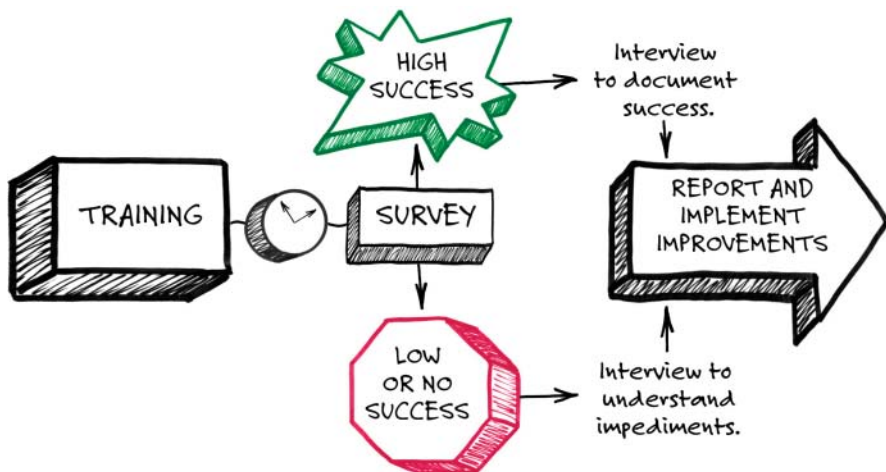 TRAINING
SURVEY
HIGH
SUCCESS
Interview
to document
success.
LOW
OR NO
SUCCESS
Interview to
understand
impediments.
REPORT AND
IMPLEMENT
IMPROVEMENTS